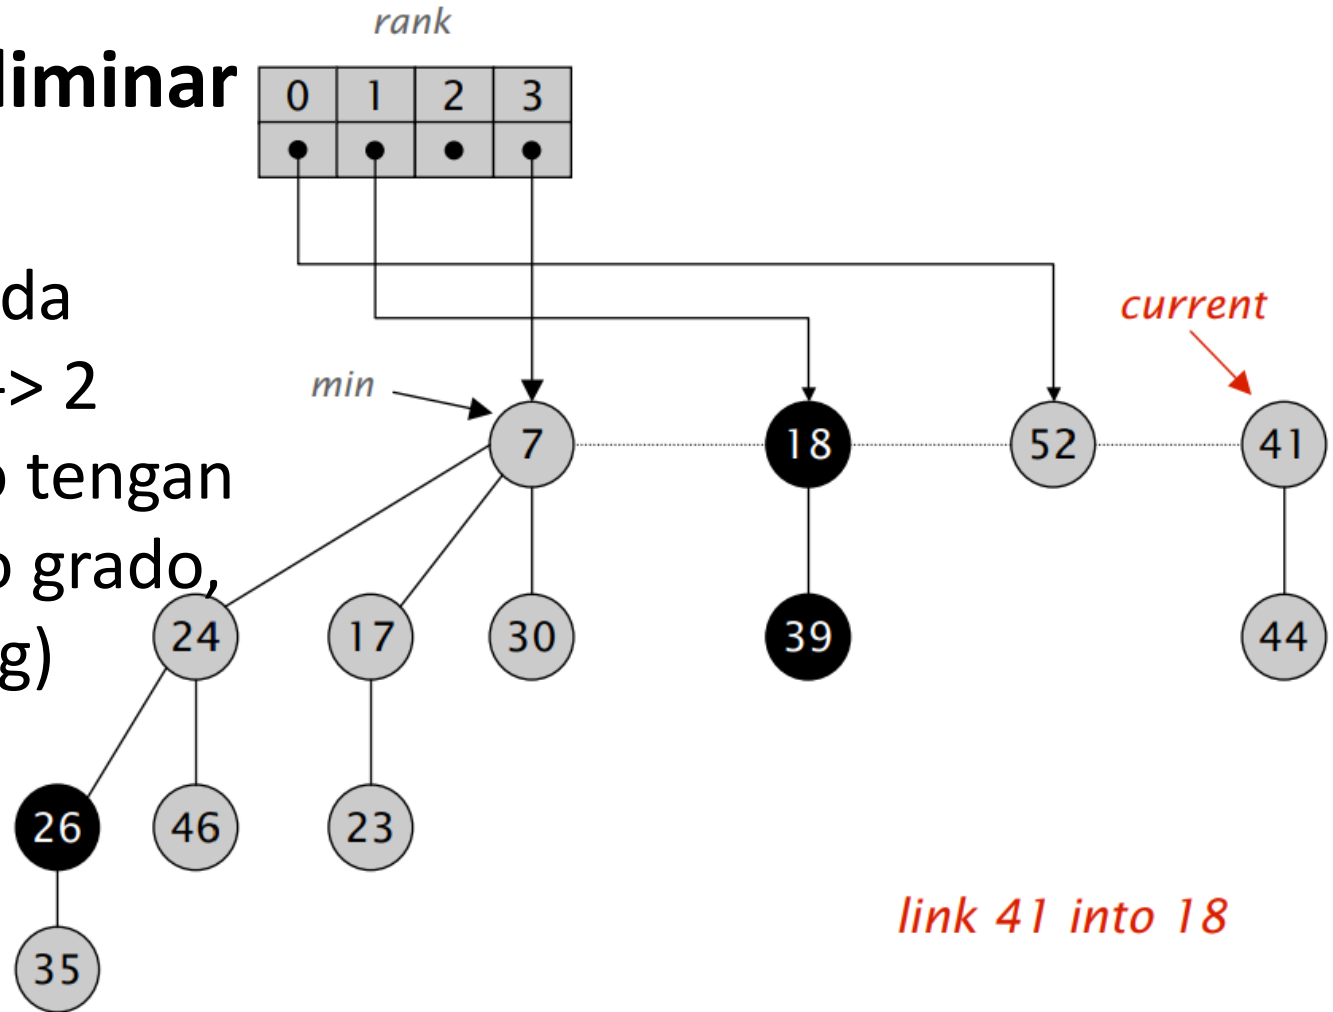 rank
liminar
0 1 2 3
da
current
-> 2
min
7 18 52 41
o tengan
o grado,
24 17 30 39 44
g)
26 46 23
link 41 into 18
35